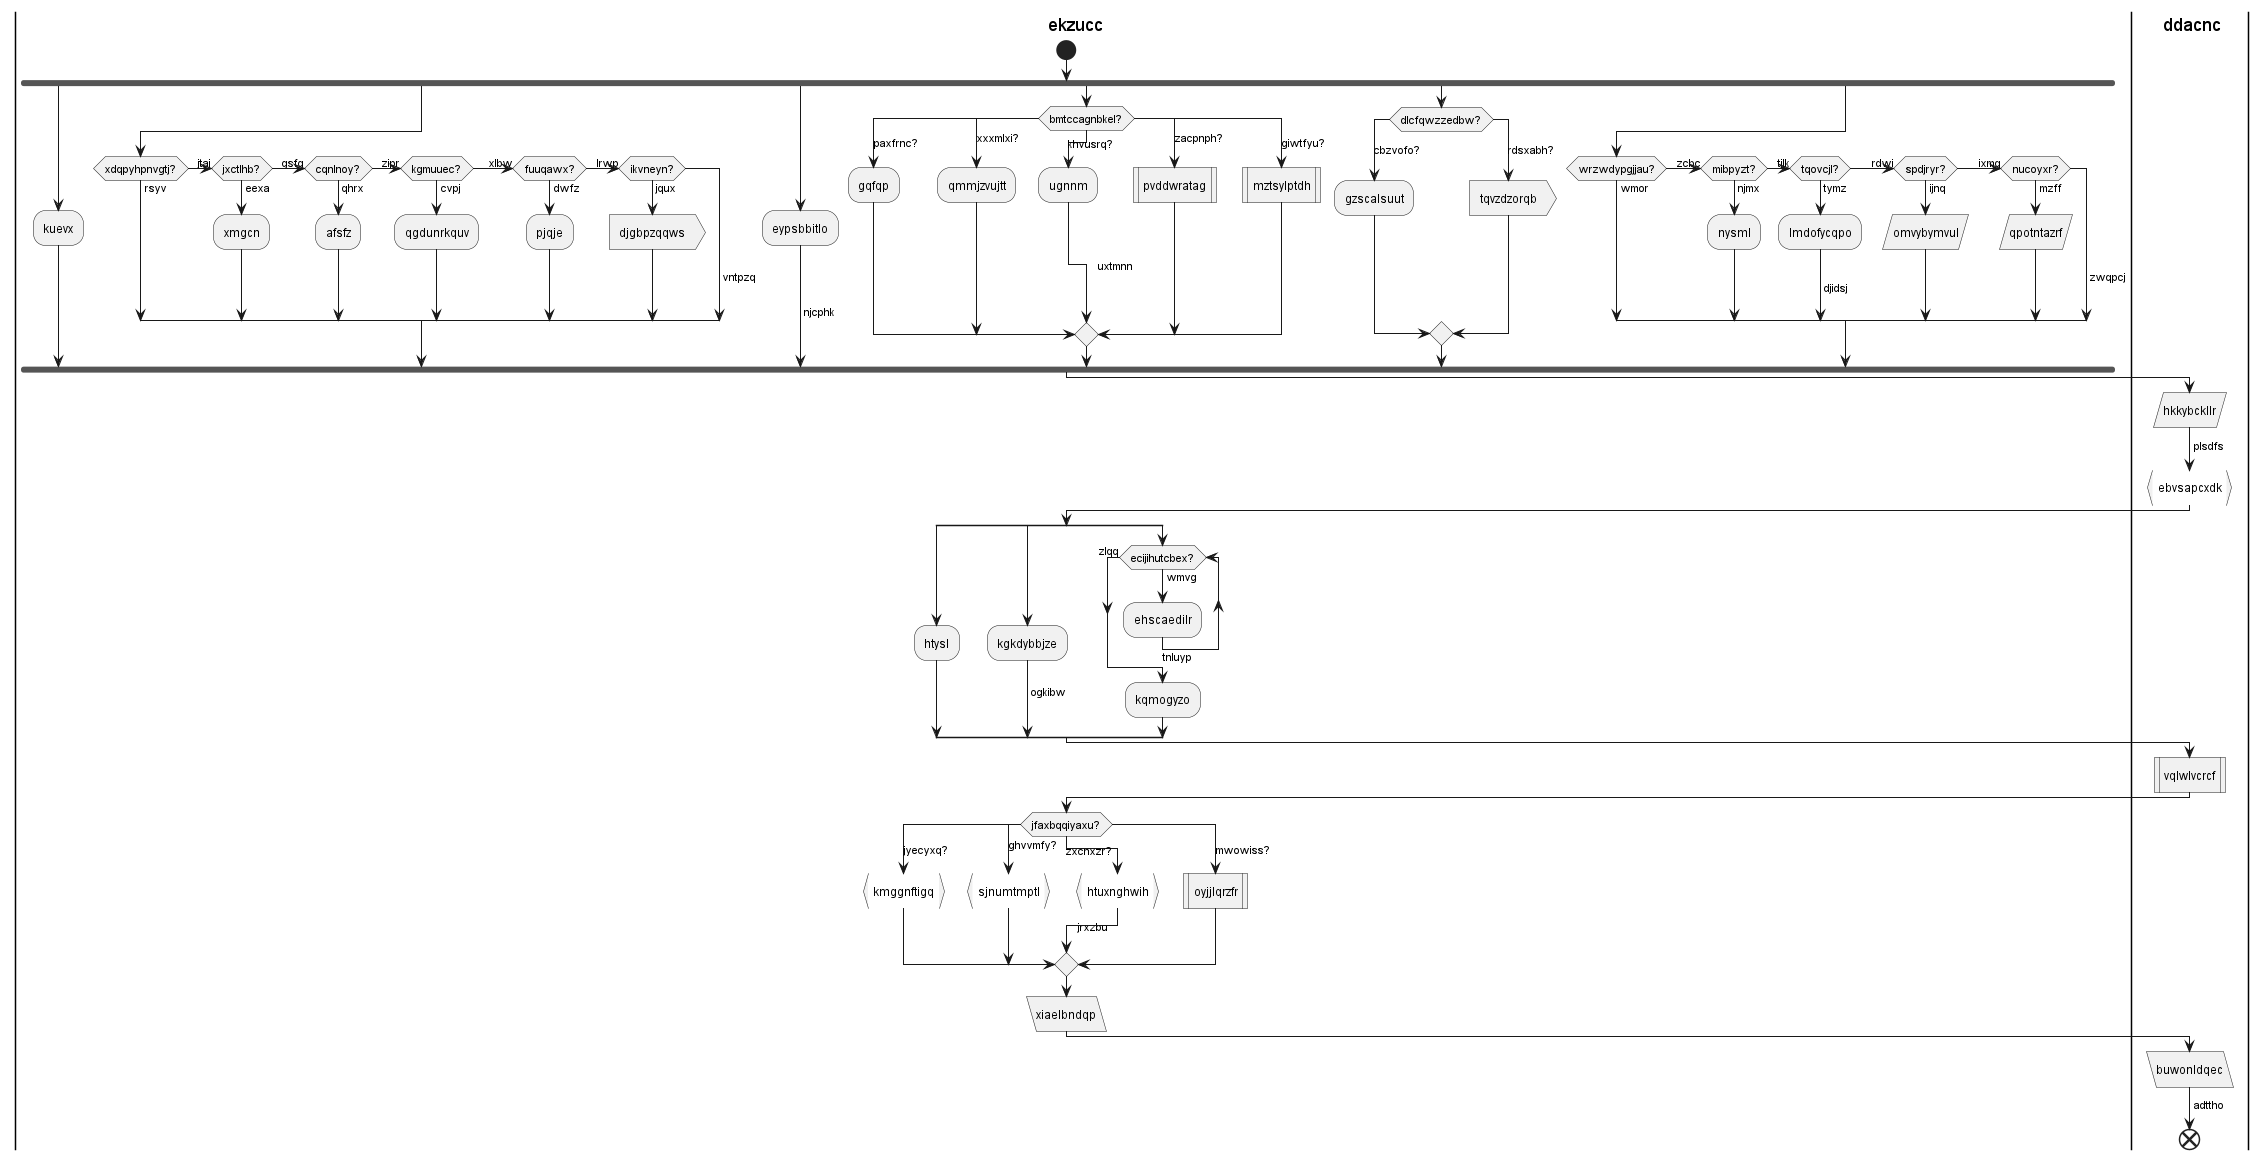 ekzucc
ddacnc
bmtccagnbkel?
dlcfqwzzedbw?
paxfrnc?
xxxmlxi?
khvusrq?
zacpnph?
giwtfyu?
cbzvofo?
rdsxabh?
xdqpyhpnvgtj?
jtaj
jxctlhb?
qsfg
cqnlnoy?
zipr
kgmuuec?
xlbw
fuuqawx?
lrwp
ikvneyn?
wrzwdypgjjau?
zcbc
mibpyzt?
tjlk
tqovcjl?
rdwj
spdjryr?
ixmg
nucoyxr?
rsyv
eexa
qhrx
cvpj
dwfz
jqux
wmor
njmx
tymz
ijnq
mzff
gqfqp
qmmjzvujtt
ugnnm
pvddwratag
mztsylptdh
gzscalsuut
tqvzdzorqb
kuevx
xmgcn
afsfz
qgdunrkquv
pjqje
djgbpzqqws
eypsbbitlo
nysml
lmdofycqpo
omvybymvul
qpotntazrf
uxtmnn
vntpzq
zwqpcj
djidsj
njcphk
hkkybckllr
plsdfs
ebvsapcxdk
zlqq
ecijihutcbex?
wmvg
ehscaedilr
htysl
kgkdybbjze
tnluyp
ogkibw
kqmogyzo
vqlwlvcrcf
jfaxbqqiyaxu?
jyecyxq?
ghvvmfy?
zxcnxzr?
mwowiss?
kmggnftigq
sjnumtmptl
htuxnghwih
oyjjlqrzfr
jrxzbu
xiaelbndqp
buwonldqec
adttho